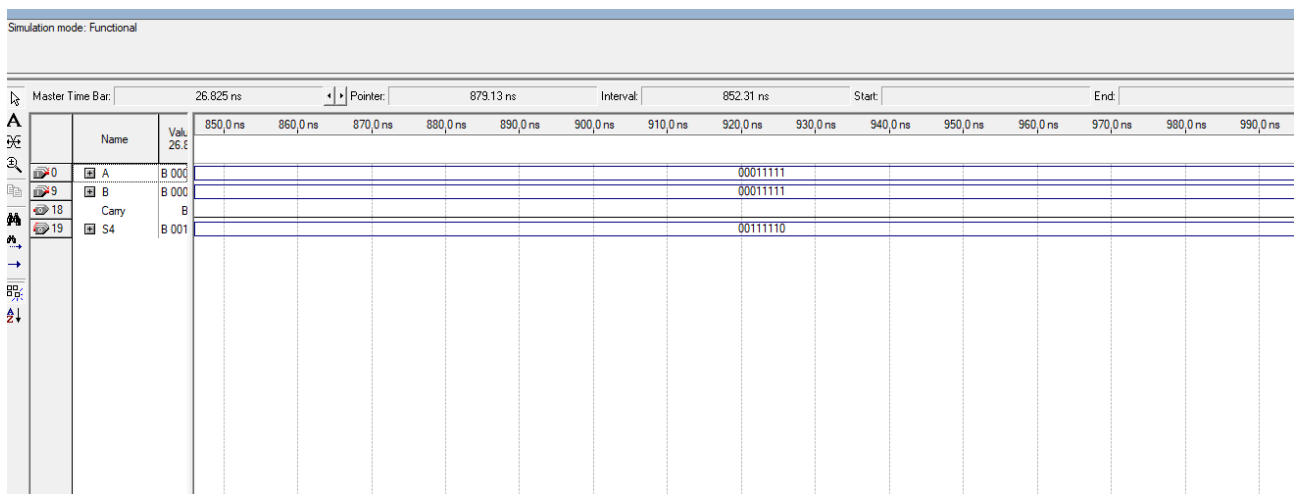 Simulation mode: Functional
Master Time Bar: 26.825 ns Pointer: 879.13 ns Interval: 852.31 ns Start: End:
Name Valu 850,0 ns 860,0 ns 870,0 ns 880,0 ns 890,0 ns 900,0 ns 910,0 ns 920,0 ns 930,0 ns 940,0 ns 950,0 ns 960,0 ns 970,0 ns 980,0 ns 990,0 ns
26.8
0 A B 000 00011111
9 B B 000 00011111
18 Carry B
19 S4 B 001 00111110